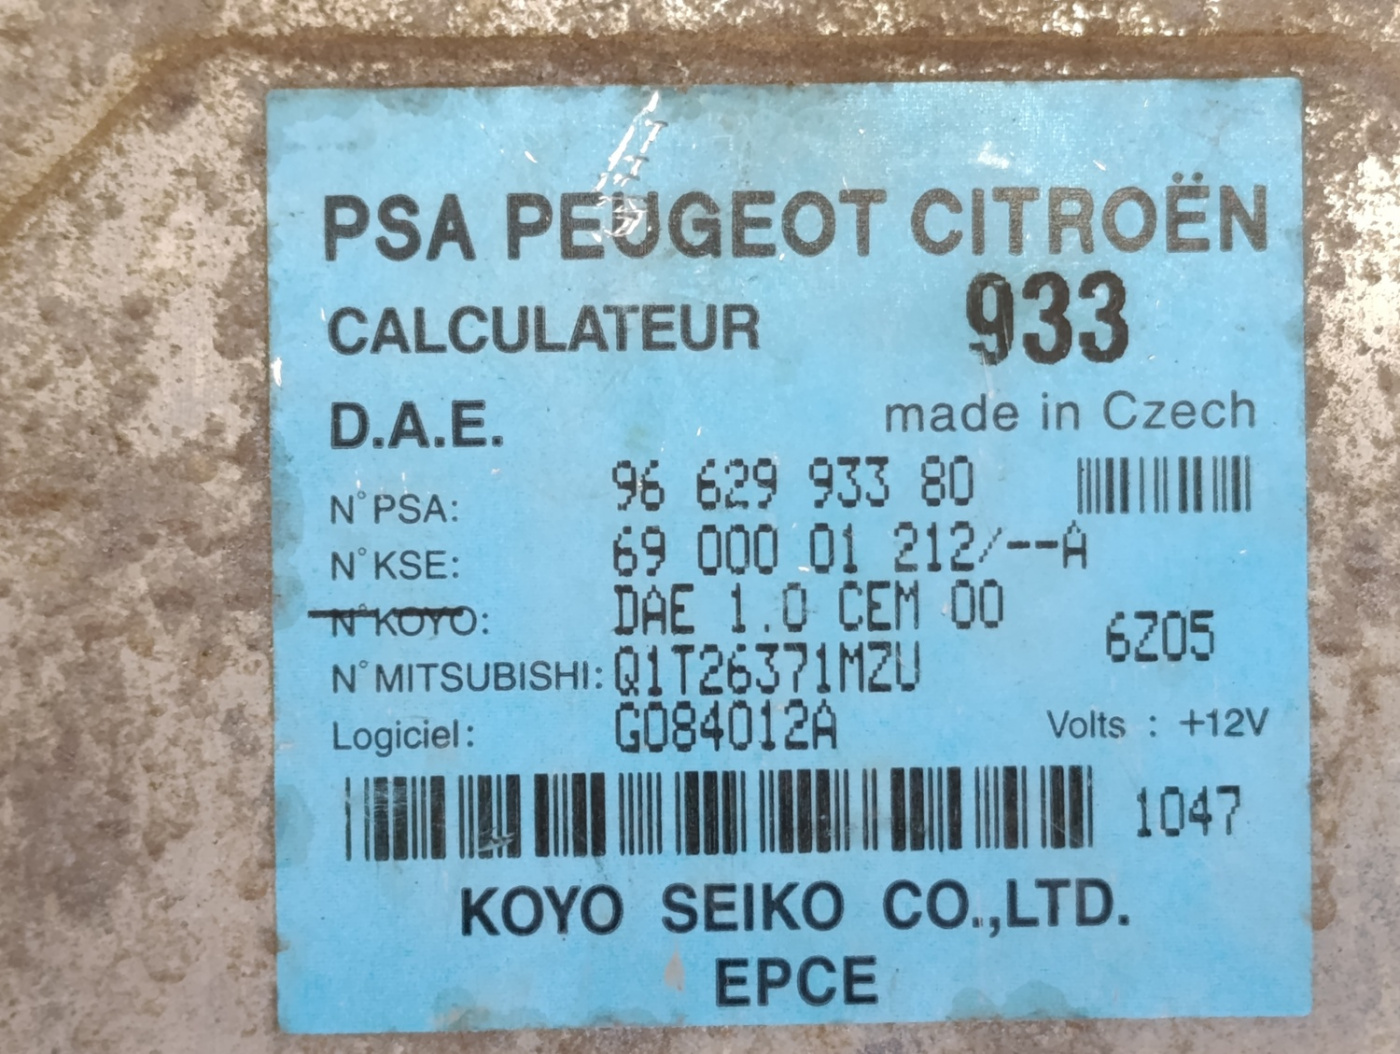 PSA PEUGEOT CITROËN
CALCULATEUR 933
D.A.E. made in Czech
N°PSA: 96 629 933 80
N°KSE: 69 000 01 212/--A
N°KOYO: DAE 1.0 CEM 00
6Z05
N°MITSUBISHI: Q1T26371MZU
Logiciel: G084012A Volts : +12V
1047
KOYO SEIKO CO.,LTD.
EPCE